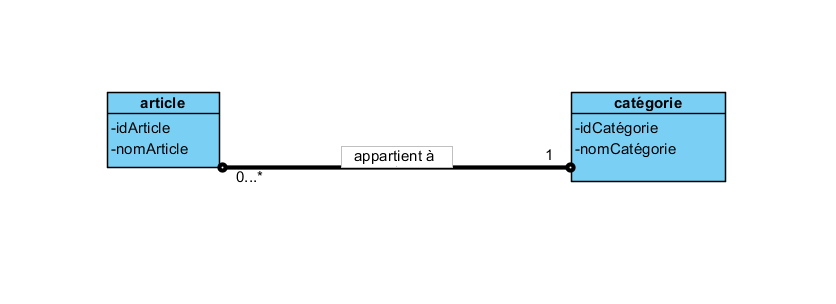 article
-idArticle
-nomArticle
0...*
appartient à
1
catégorie
-idCatégorie
-nomCatégorie